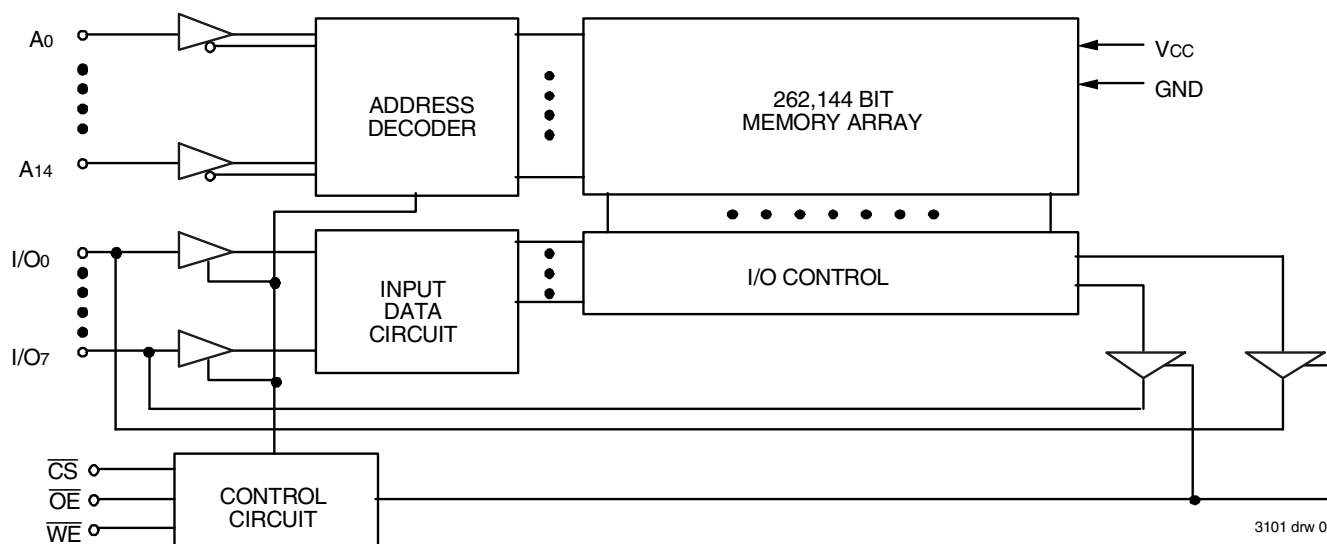 A0
A14
ADDRESS
DECODER
262,144 BIT
MEMORY ARRAY
VCC
GND
I/O0
I/O7
INPUT
DATA
CIRCUIT
I/O CONTROL
CS
OE
WE
CONTROL
CIRCUIT
3101 drw 0